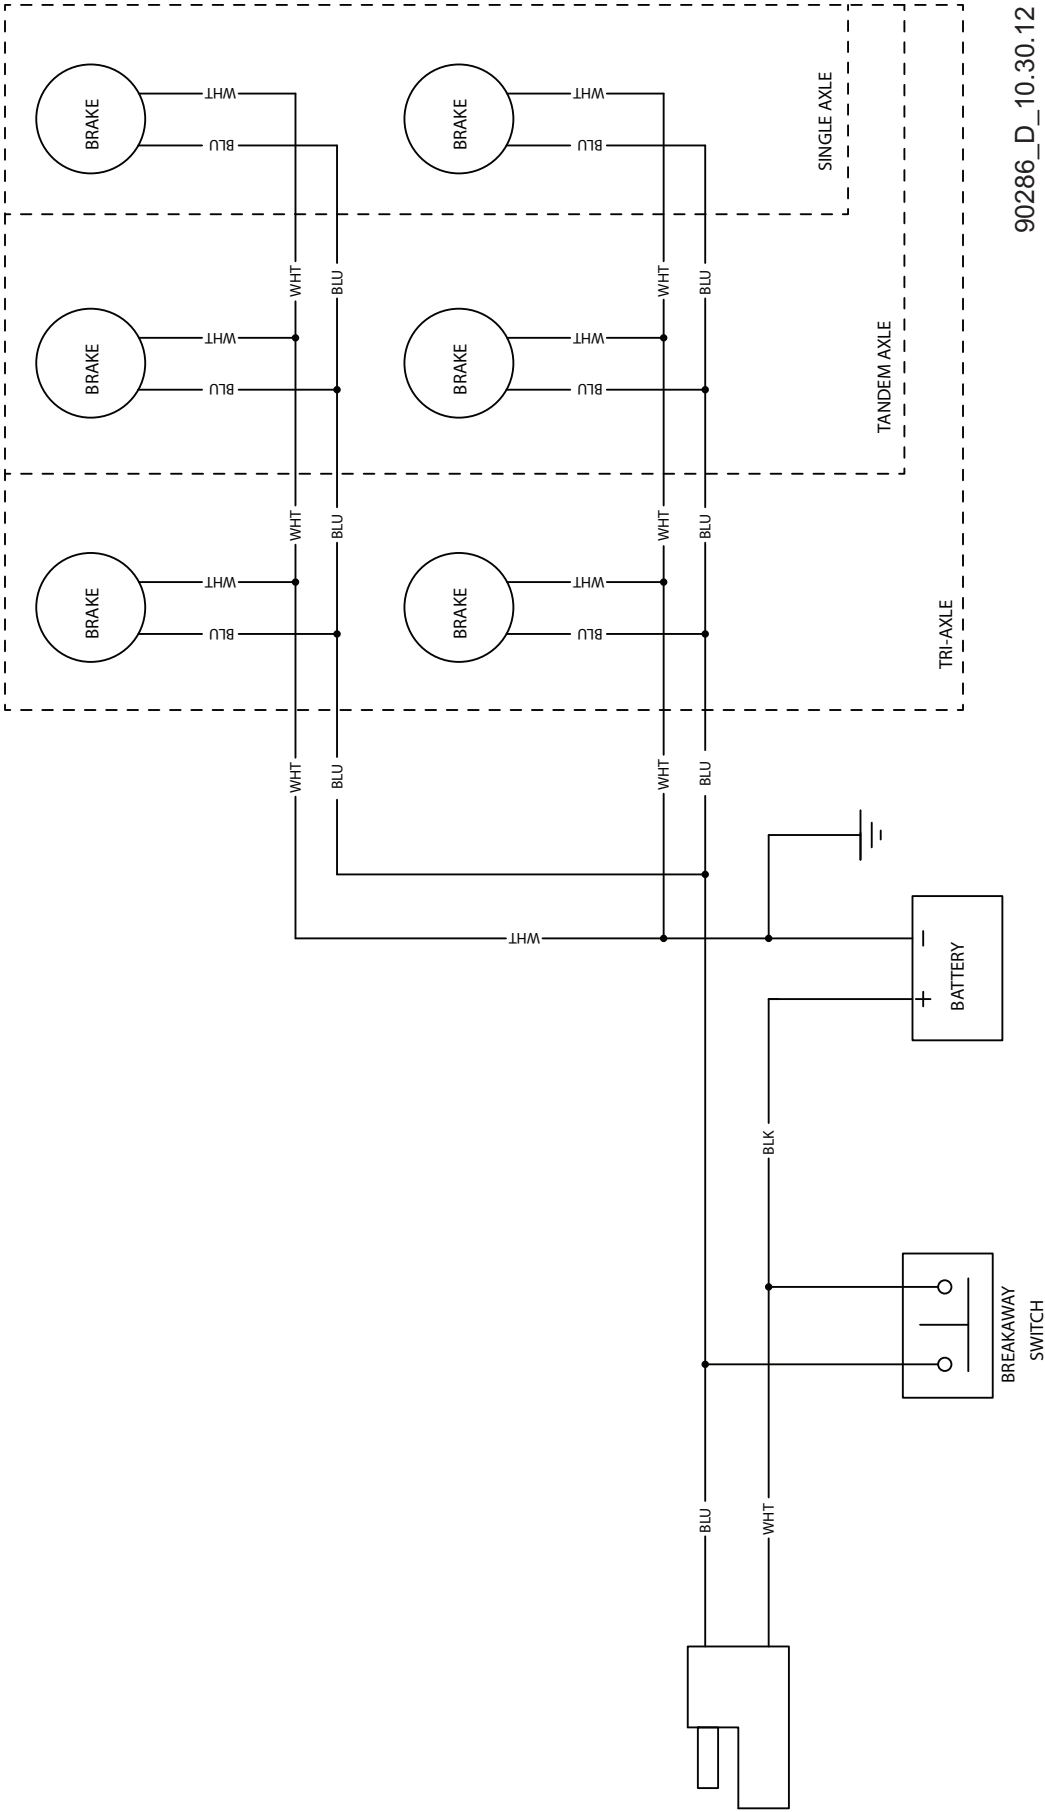 BRAKE
BRAKE
BRAKE
BLU
WHT
BLU
WHT
BLU
WHT
WHT
WHT
WHT
BLU
BLU
BLU
BRAKE
BRAKE
BRAKE
WHT
BLU
WHT
BLU
WHT
BLU
WHT
WHT
WHT
WHT
BLU
BLU
BLU
BLU
WHT
BLK
SINGLE AXLE
TANDEM AXLE
+ −
BATTERY
TRI-AXLE
BREAKAWAY
SWITCH
90286_D_10.30.12